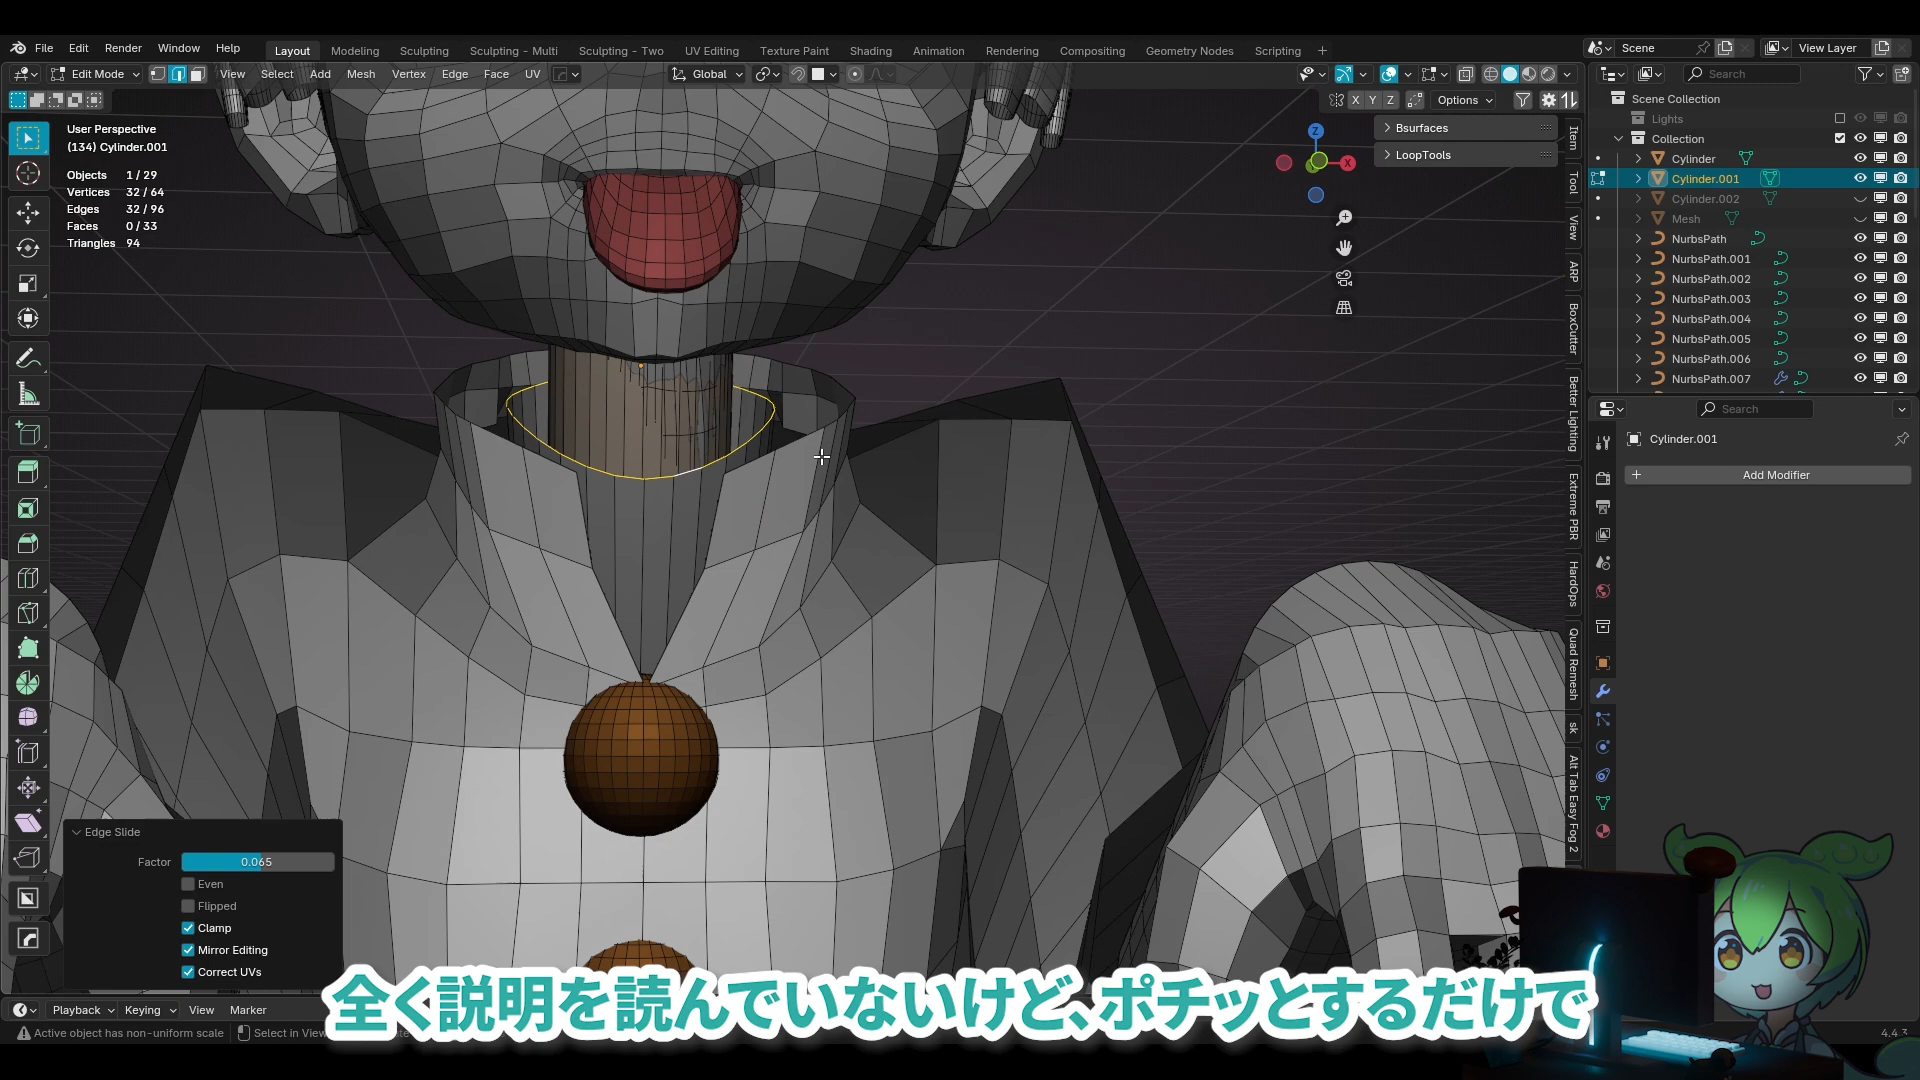 File Edit Render Window Help
Layout Modeling Sculpting Sculpting - Multi Sculpting - Two UV Editing Texture Paint Shading Animation Rendering Compositing Geometry Nodes Scripting +
Scene
View Layer
Edit Mode
View Select Add Mesh Vertex Edge Face UV
Global
Search
X Y Z
Options
User Perspective
(134) Cylinder.001
Objects 1 / 29
Vertices 32 / 64
Edges 32 / 96
Faces 0 / 33
Triangles 94
Z
X
Bsurfaces
LoopTools
Item
Tool
View
ARP
BoxCutter
Better Lighting
Extreme PBR
HardOps
Quad Remesh
sk
Alt Tab Easy Fog 2
Scene Collection
Lights
Collection
Cylinder
Cylinder.001
Cylinder.002
Mesh
NurbsPath
NurbsPath.001
NurbsPath.002
NurbsPath.003
NurbsPath.004
NurbsPath.005
NurbsPath.006
NurbsPath.007
Search
Cylinder.001
+ Add Modifier
Edge Slide
Factor 0.065
Even
Flipped
Clamp
Mirror Editing
Correct UVs
Playback Keying View Marker
Active object has non-uniform scale
Select in View
4.4.3
全く説明を読んでいないけど、ポチッとするだけで